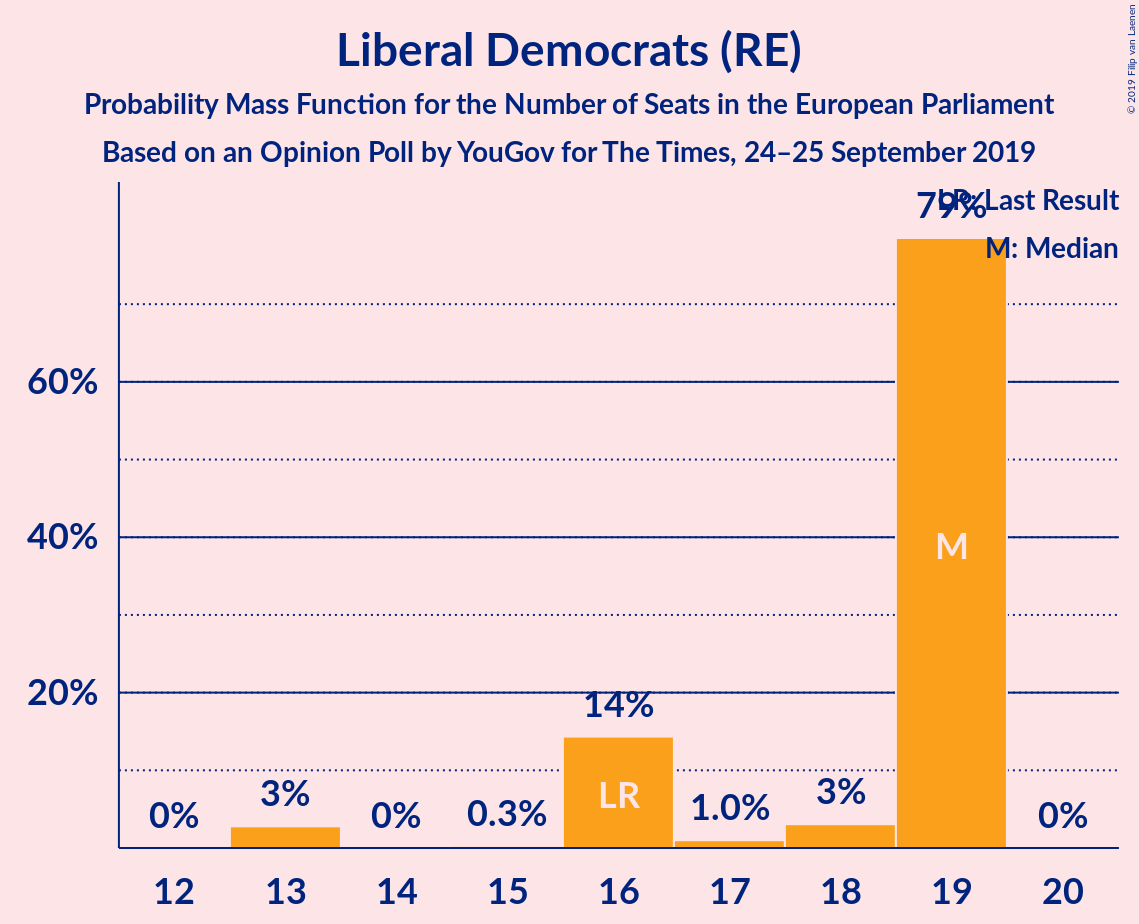 Liberal Democrats (RE)
Probability Mass Function for the Number of Seats in the European Parliament
Based on an Opinion Poll by YouGov for The Times, 24–25 September 2019
© 2019 Filip van Laenen
LR: Last Result
M: Median
79%
60%
40%
20%
M
14%
LR
0%
3%
0%
0.3%
1.0%
3%
0%
12 13 14 15 16 17 18 19 20